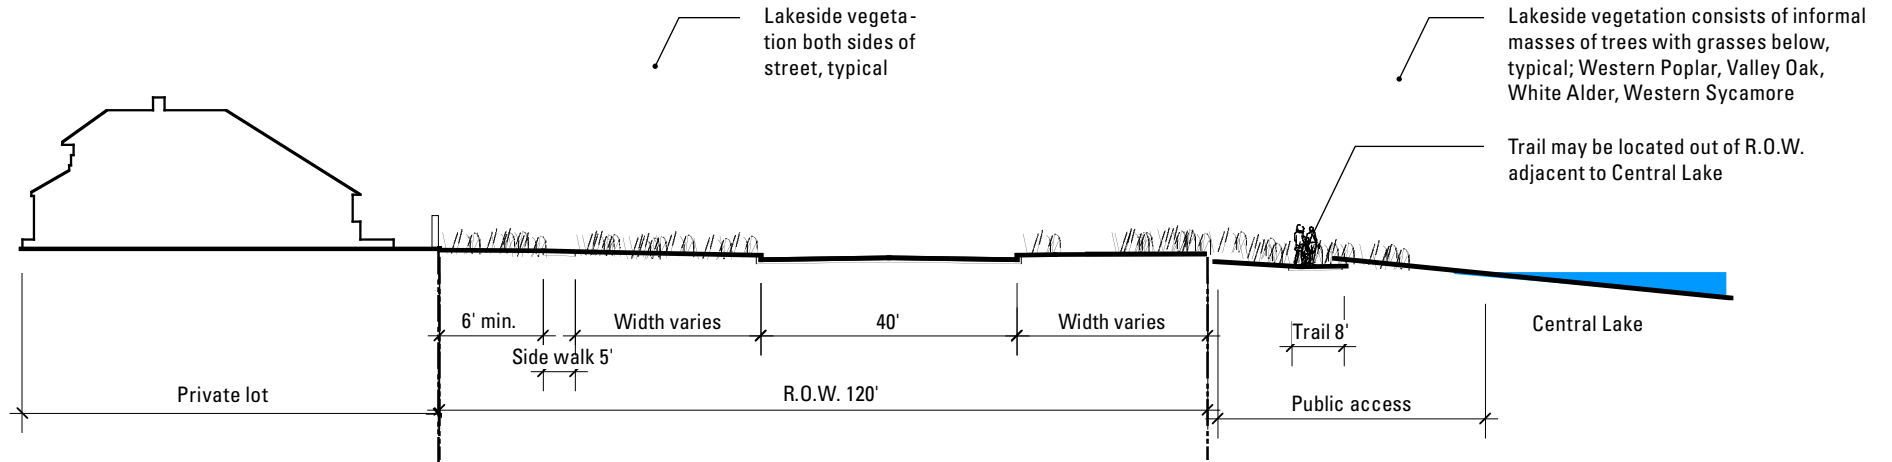 Lakeside vegeta-
tion both sides of
street, typical
Lakeside vegetation consists of informal
masses of trees with grasses below,
typical; Western Poplar, Valley Oak,
White Alder, Western Sycamore
Trail may be located out of R.O.W.
adjacent to Central Lake
6' min.
Width varies
40'
Width varies
Trail 8'
Central Lake
Side walk 5'
Private lot
R.O.W. 120'
Public access